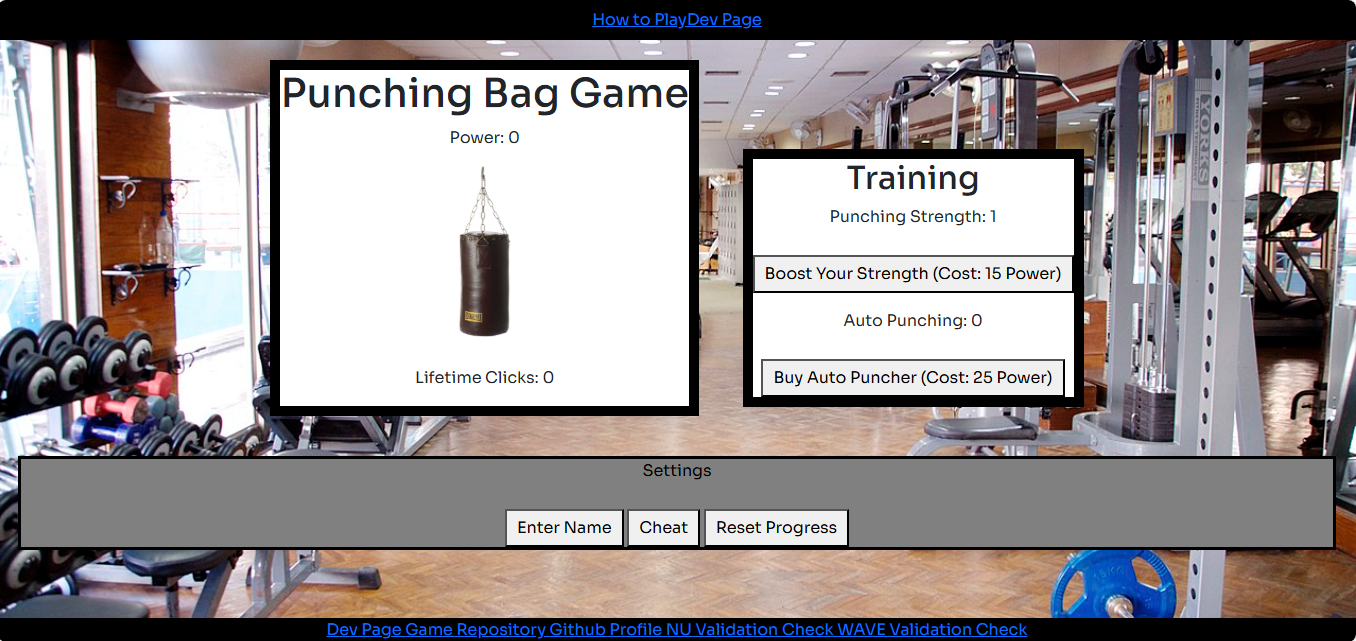 How to PlayDev Page
Punching Bag Game
Power: 0
Lifetime Clicks: 0
Training
Punching Strength: 1
Boost Your Strength (Cost: 15 Power)
Auto Punching: 0
Buy Auto Puncher (Cost: 25 Power)
YORK
Settings
Enter Name
Cheat
Reset Progress
Dev Page Game Repository Github Profile NU Validation Check WAVE Validation Check